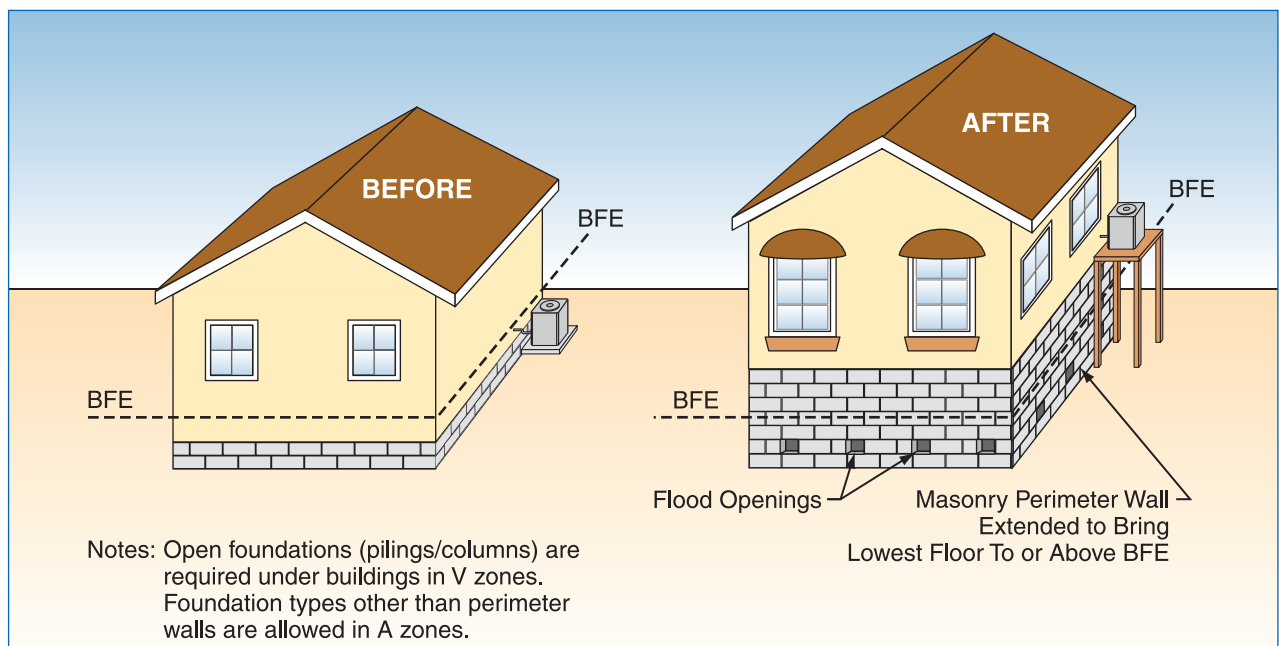 BEFORE
BFE
BFE
Notes: Open foundations (pilings/columns) are
required under buildings in V zones.
Foundation types other than perimeter
walls are allowed in A zones.
AFTER
BFE
BFE
Flood Openings
Masonry Perimeter Wall
Extended to Bring
Lowest Floor To or Above BFE